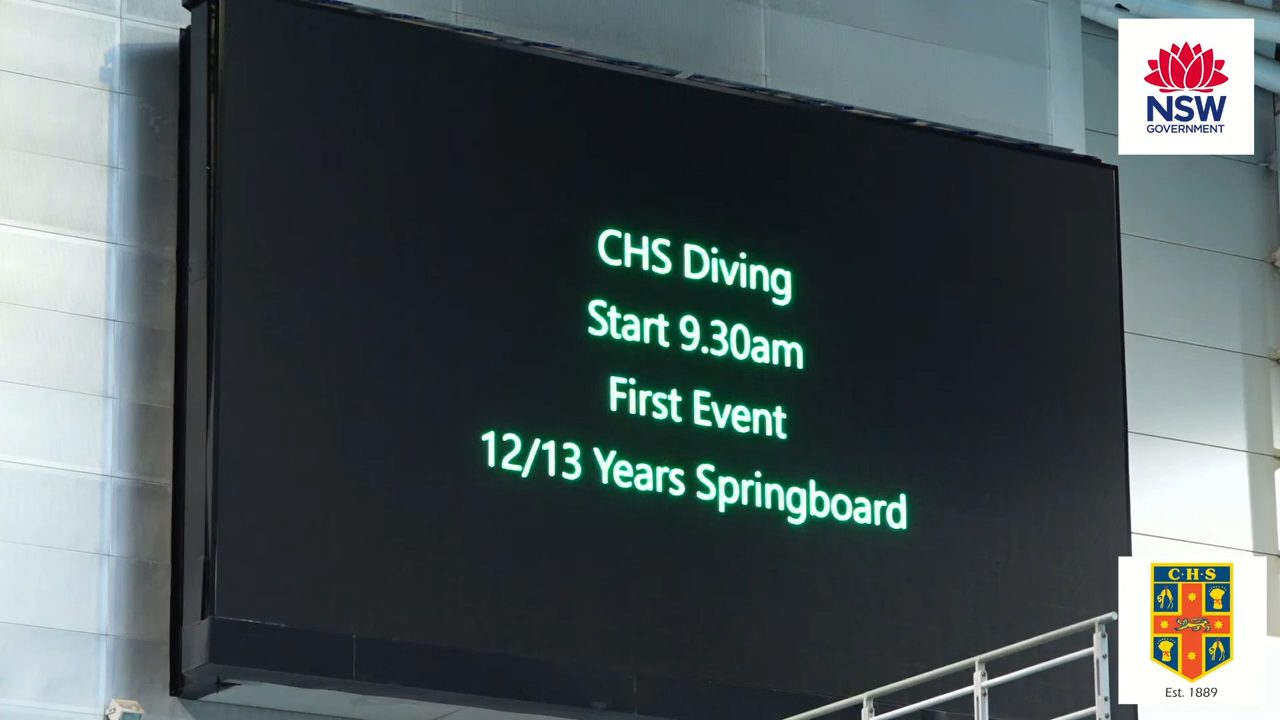 NSW
GOVERNMENT
CHS Diving
Start 9.30am
First Event
12/13 Years Springboard
C·H·S
Est. 1889